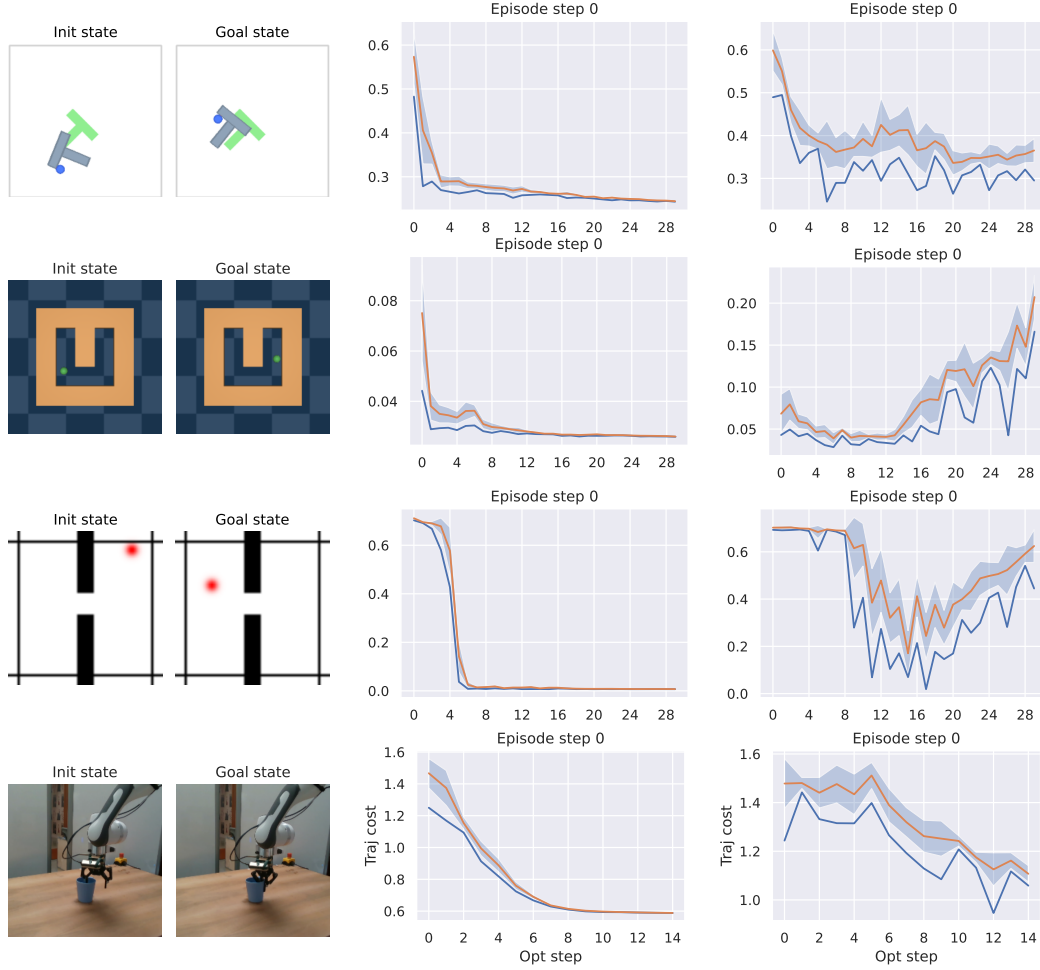 Episode step 0
Episode step 0
Init state
Goal state
0.6
0.5
0.4
0.3
0 4 8 12 16 20 24 28
0.6
0.5
0.4
0.3
0 4 8 12 16 20 24 28
Init state
Goal state
Episode step 0
0.08
0.06
0.04
0 4 8 12 16 20 24 28
Episode step 0
0.20
0.15
0.10
0.05
0 4 8 12 16 20 24 28
Init state
Goal state
Episode step 0
0.6
0.4
0.2
0.0
0 4 8 12 16 20 24 28
Episode step 0
0.6
0.4
0.2
0.0
0 4 8 12 16 20 24 28
Init state
Goal state
Episode step 0
Traj cost
1.6
1.4
1.2
1.0
0.8
0.6
0 2 4 6 8 10 12 14
Opt step
Episode step 0
Traj cost
1.6
1.4
1.2
1.0
0 2 4 6 8 10 12 14
Opt step